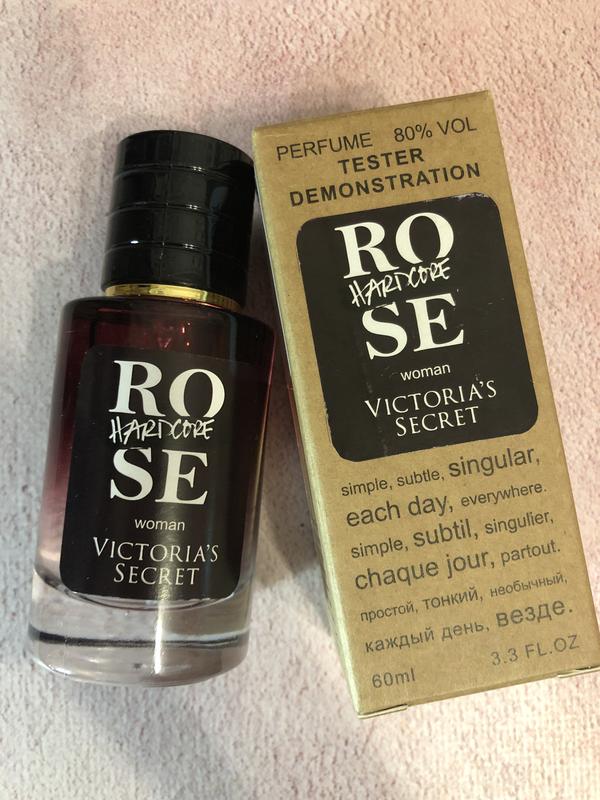 RO
HARDCORE
SE
woman
VICTORIA'S
SECRET
PERFUME 80% VOL
TESTER
DEMONSTRATION
RO
HARDCORE
SE
woman
VICTORIA'S
SECRET
simple, subtle, singular,
each day, everywhere.
simple, subtil, singulier,
chaque jour, partout.
простой, тонкий, необычный,
каждый день, везде.
60ml 3.3 FL.OZ